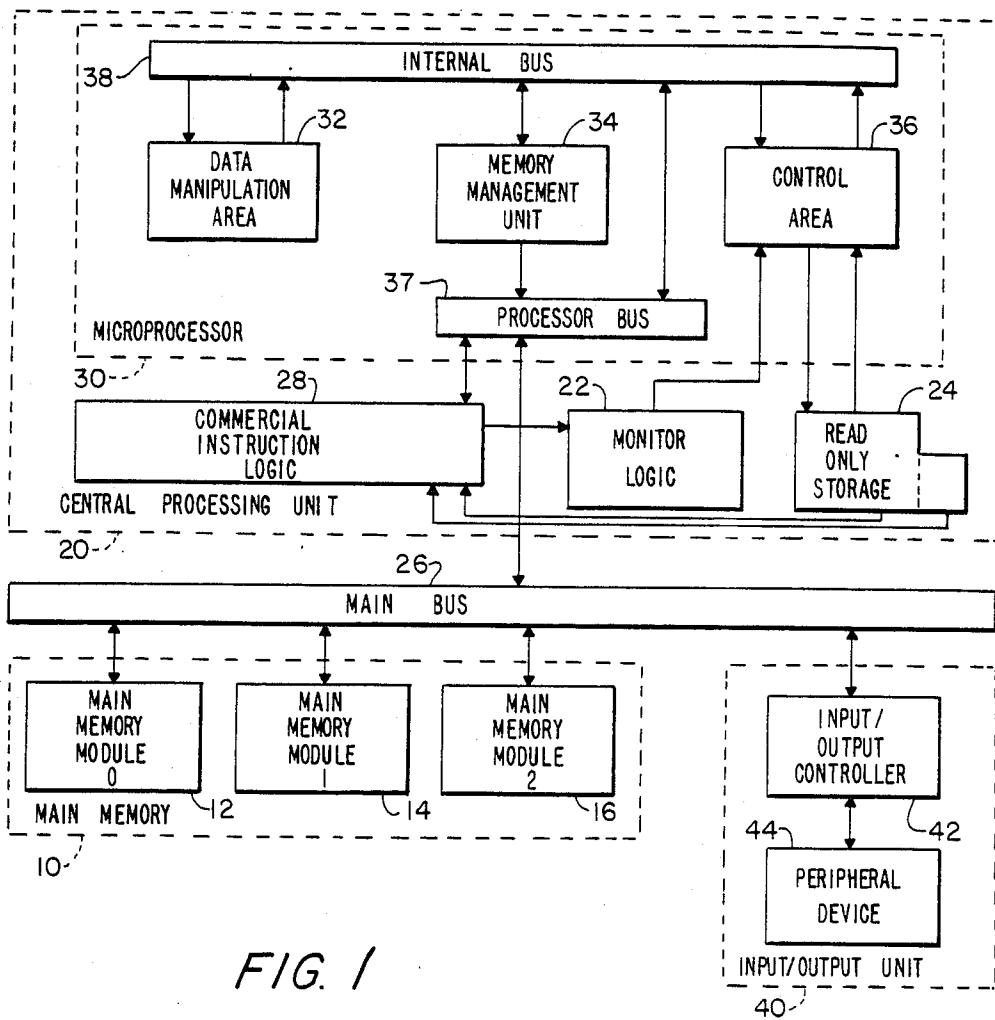 INTERNAL BUS
38
32
34
36
DATA
MANIPULATION
AREA
MEMORY
MANAGEMENT
UNIT
CONTROL
AREA
37
PROCESSOR BUS
MICROPROCESSOR
30
28
22
24
COMMERCIAL
INSTRUCTION
LOGIC
MONITOR
LOGIC
READ
ONLY
STORAGE
CENTRAL PROCESSING UNIT
20
26
MAIN BUS
MAIN
MEMORY
MODULE
0
MAIN
MEMORY
MODULE
1
MAIN
MEMORY
MODULE
2
INPUT/
OUTPUT
CONTROLLER
12
14
16
42
MAIN MEMORY
10
44
PERIPHERAL
DEVICE
INPUT/OUTPUT UNIT
40
FIG. 1